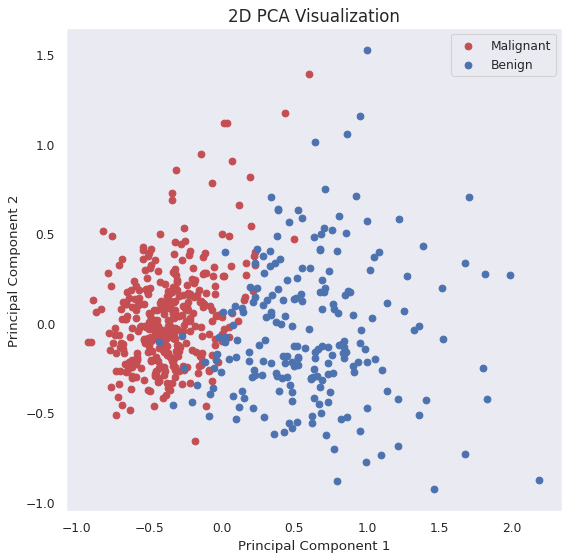 2D PCA Visualization
Malignant
Benign
1.5
1.0
0.5
0.0
−0.5
−1.0
Principal Component 2
−1.0 −0.5 0.0 0.5 1.0 1.5 2.0
Principal Component 1